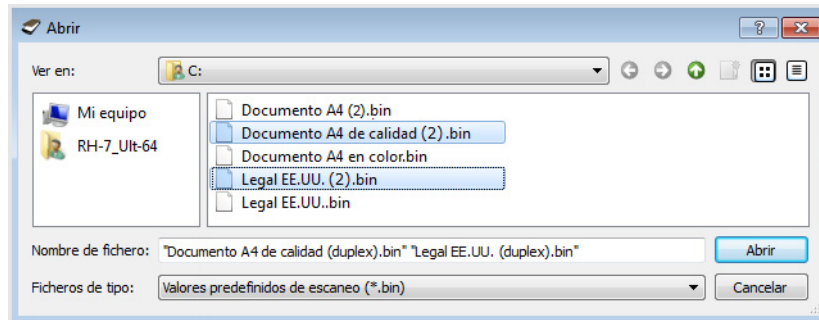 Abrir
Ver en:
C:
Mi equipo
RH-7_Ult-64
Documento A4 (2).bin
Documento A4 de calidad (2).bin
Documento A4 en color.bin
Legal EE.UU. (2).bin
Legal EE.UU..bin
Nombre de fichero: "Documento A4 de calidad (duplex).bin" "Legal EE.UU. (duplex).bin" Abrir
Ficheros de tipo: Valores predefinidos de escaneo (*.bin) Cancelar